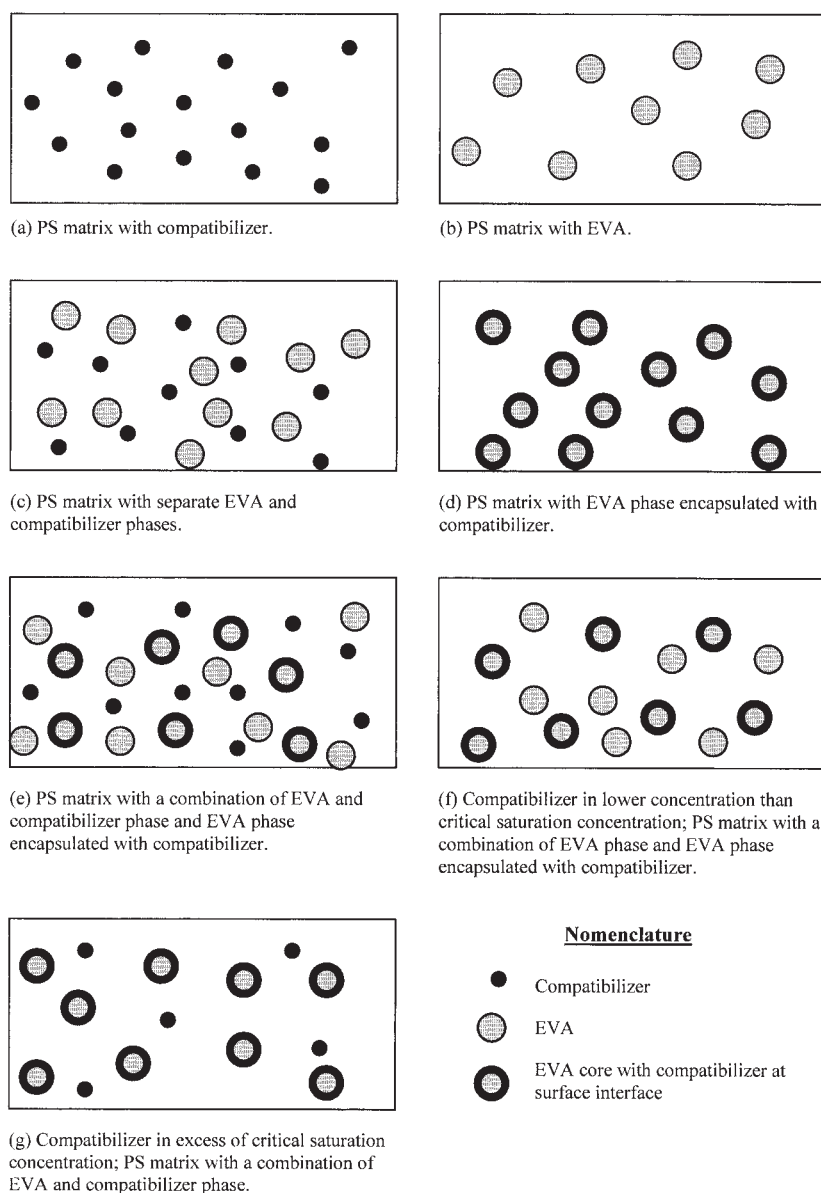 (a) PS matrix with compatibilizer.
(b) PS matrix with EVA.
(c) PS matrix with separate EVA and
compatibilizer phases.
(d) PS matrix with EVA phase encapsulated with
compatibilizer.
(e) PS matrix with a combination of EVA and
compatibilizer phase and EVA phase
encapsulated with compatibilizer.
(f) Compatibilizer in lower concentration than
critical saturation concentration; PS matrix with a
combination of EVA phase and EVA phase
encapsulated with compatibilizer.
(g) Compatibilizer in excess of critical saturation
concentration; PS matrix with a combination of
EVA and compatibilizer phase.
Nomenclature
Compatibilizer
EVA
EVA core with compatibilizer at
surface interface